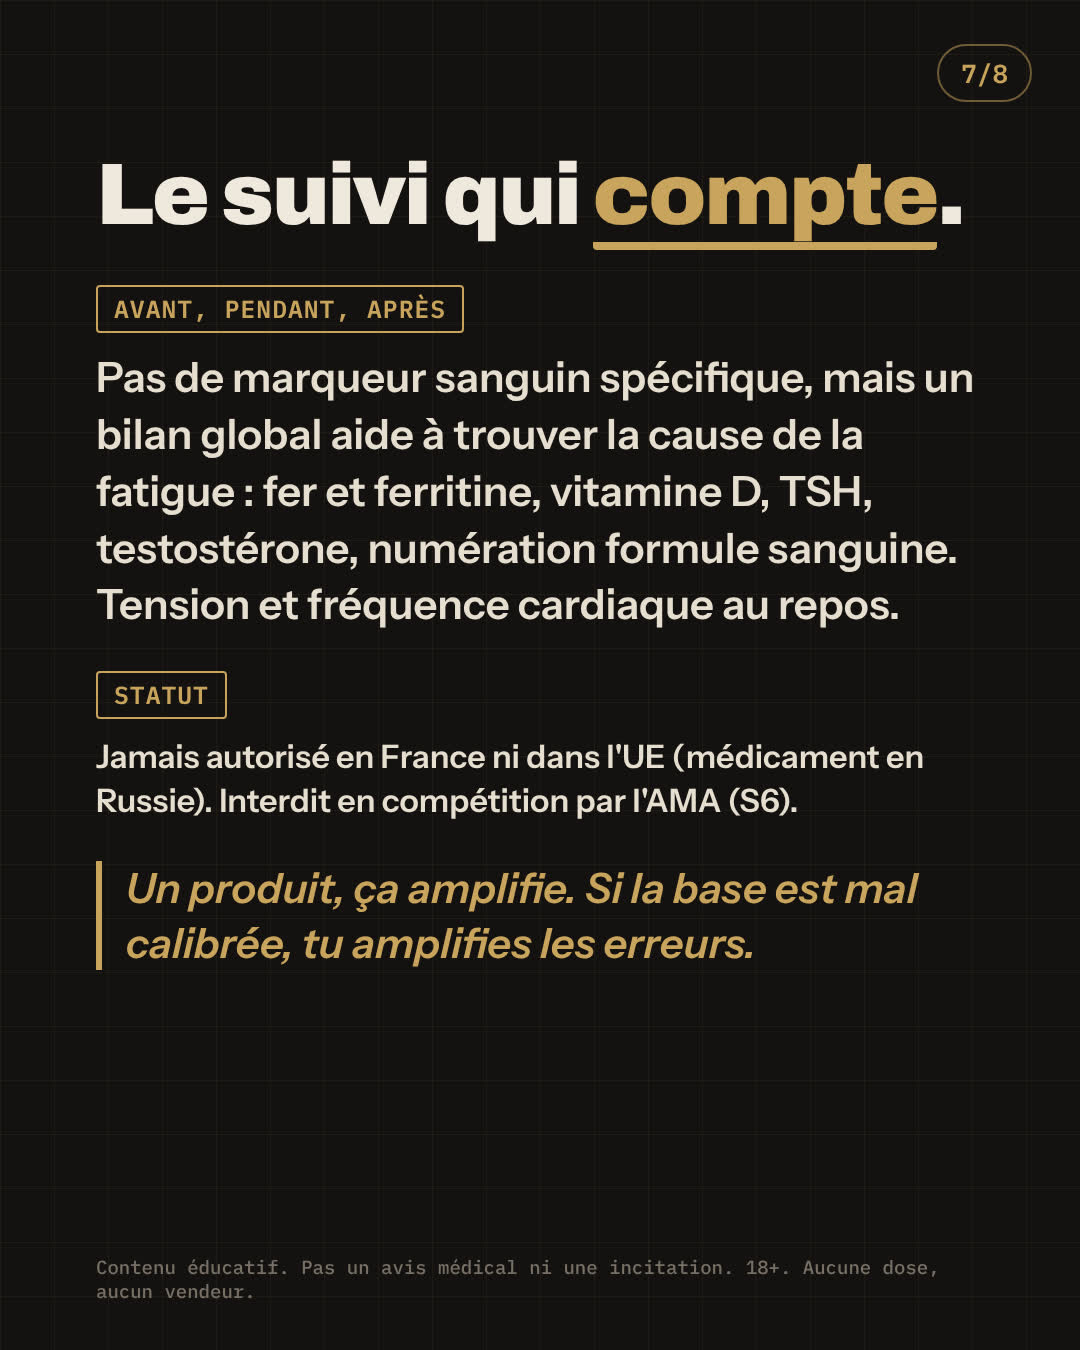 7/8
Le suivi qui compte.
AVANT, PENDANT, APRÈS
Pas de marqueur sanguin spécifique, mais un
bilan global aide à trouver la cause de la
fatigue : fer et ferritine, vitamine D, TSH,
testostérone, numération formule sanguine.
Tension et fréquence cardiaque au repos.
STATUT
Jamais autorisé en France ni dans l'UE (médicament en
Russie). Interdit en compétition par l'AMA (S6).
Un produit, ça amplifie. Si la base est mal
calibrée, tu amplifies les erreurs.
Contenu éducatif. Pas un avis médical ni une incitation. 18+. Aucune dose,
aucun vendeur.